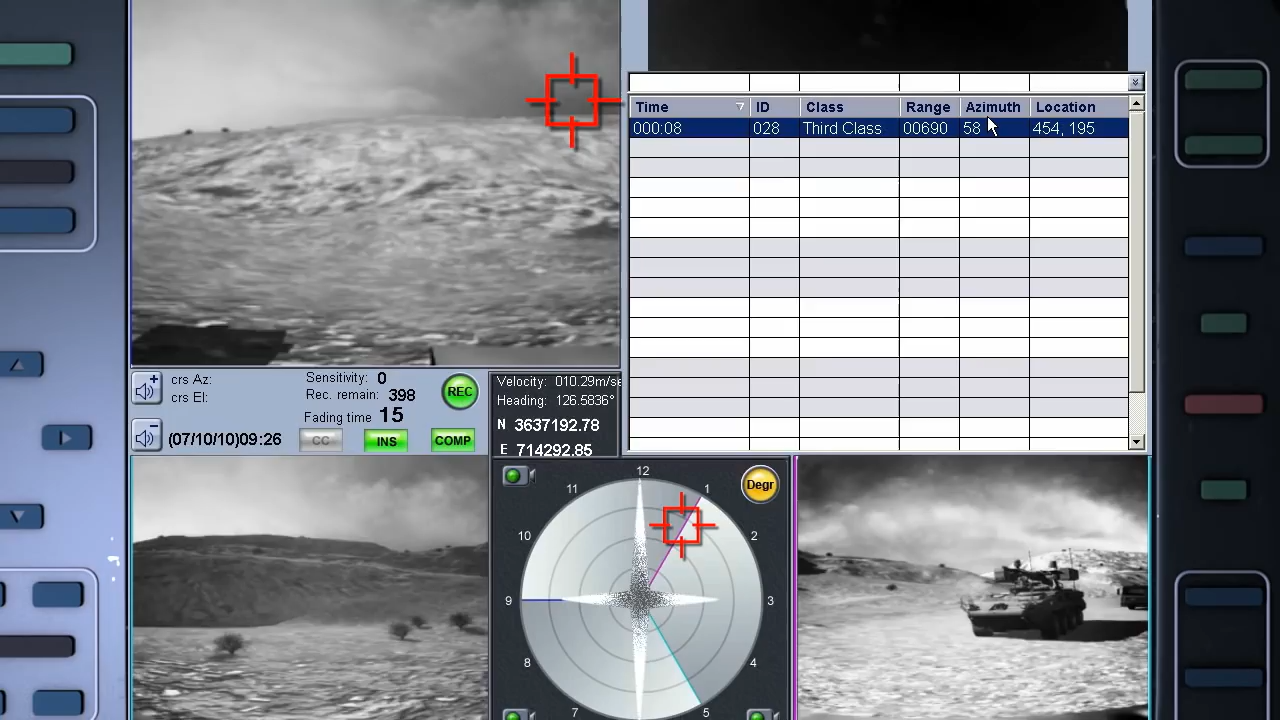 Time ID Class Range Azimuth Location
000:08 028 Third Class 00690 58 454, 195
crs Az:
crs El:
Sensitivity: 0
Rec. remain: 398
Fading time 15
REC
(07/10/10)09:26
CC INS COMP
Velocity: 010.29m/se
Heading: 126.5836°
N 3637192.78
E 714292.85
Degr
12
11 1
10 2
9 3
8 4
7 5